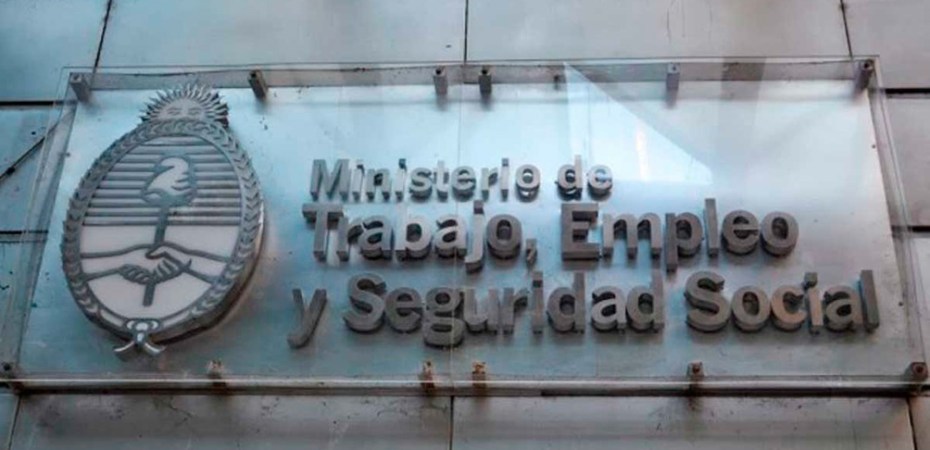 Ministerio de
Trabajo, Empleo
y Seguridad Social